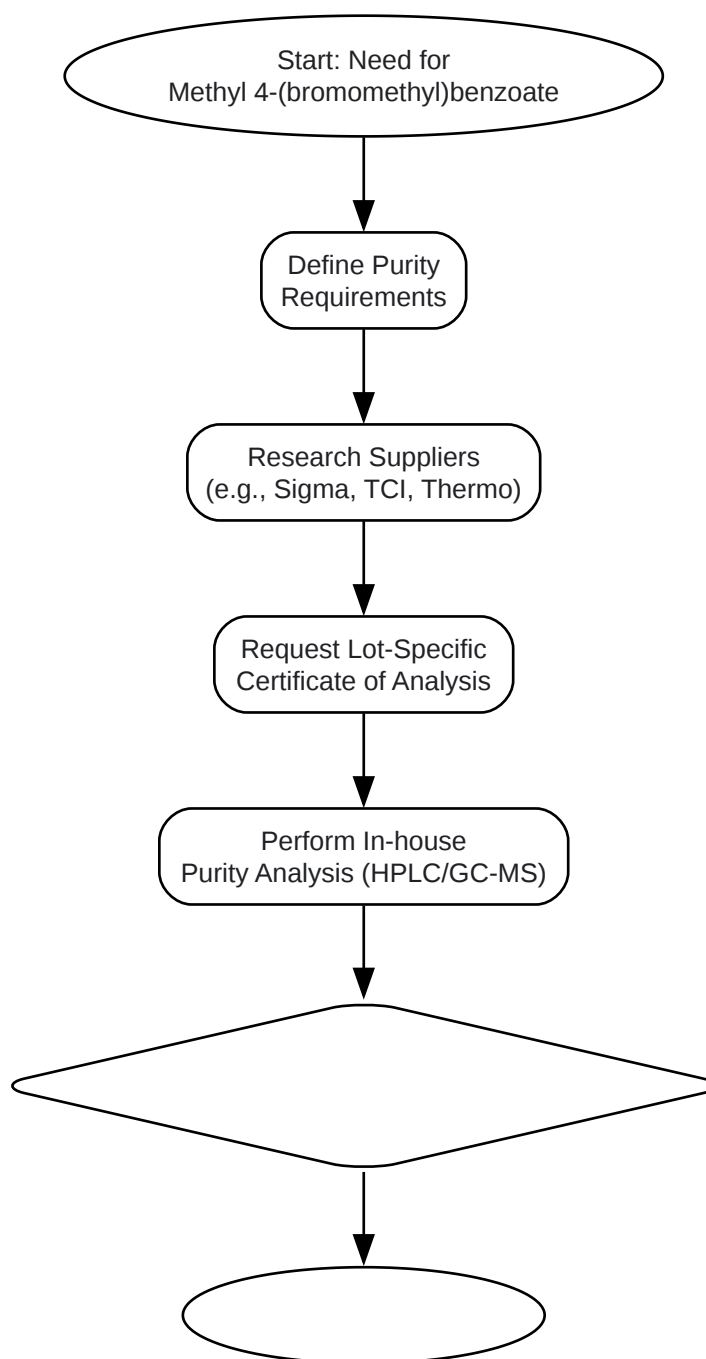 Start: Need for
Methyl 4-(bromomethyl)benzoate
Define Purity
Requirements
Research Suppliers
(e.g., Sigma, TCI, Thermo)
Request Lot-Specific
Certificate of Analysis
Perform In-house
Purity Analysis (HPLC/GC-MS)